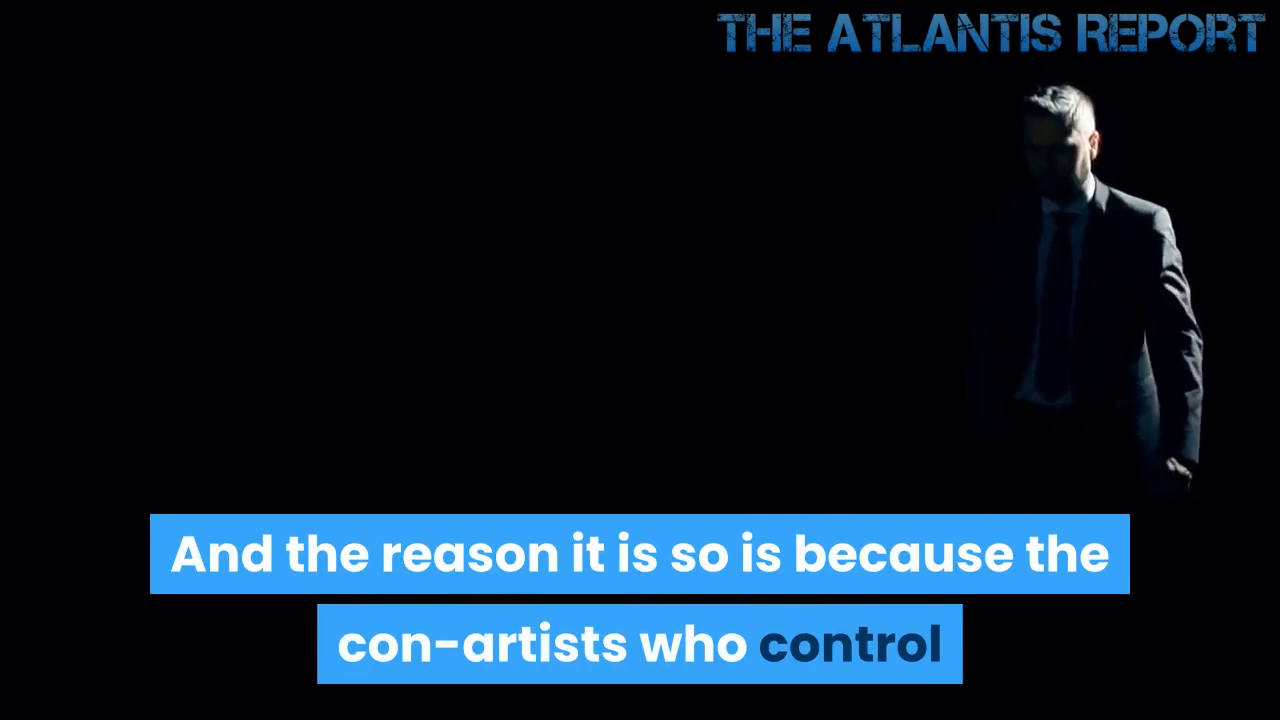 THE ATLANTIS REPORT
And the reason it is so is because the
con-artists who control